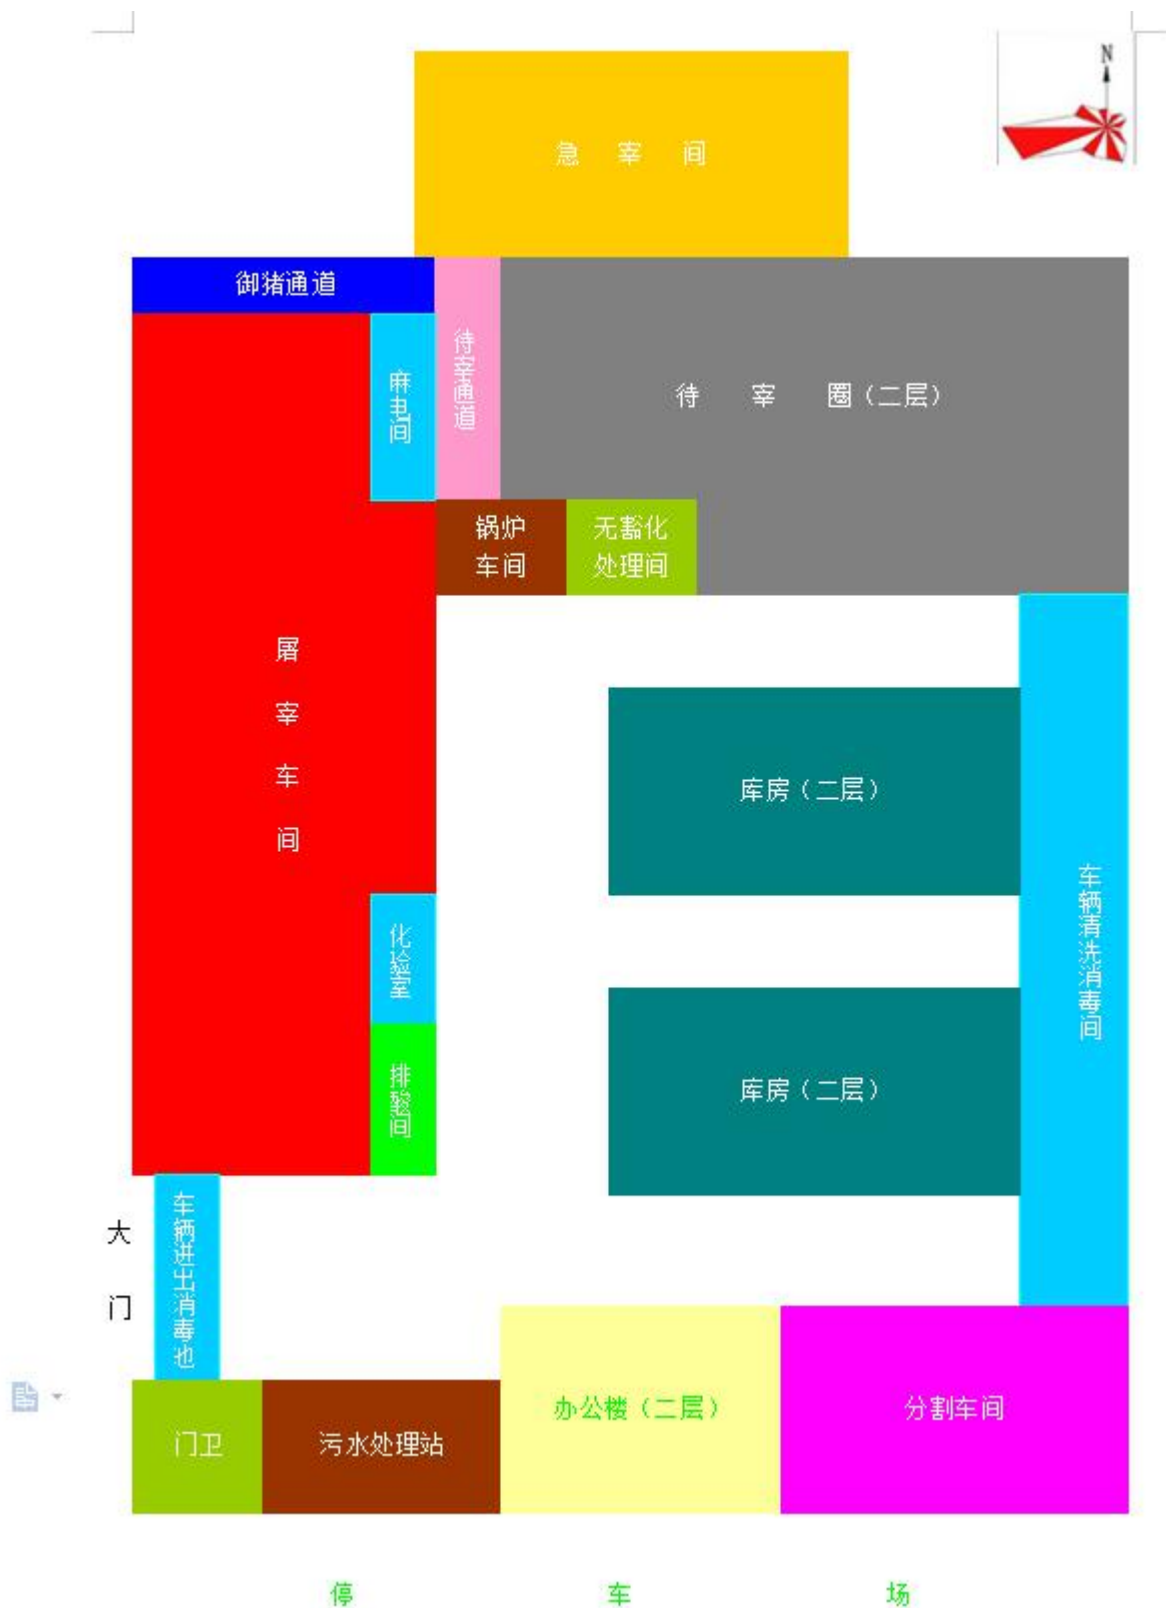 N
急 宰 间
御猪通道
待宰通道
麻电间
待 宰 圈（二层）
锅炉
车间
无豁化
处理间
屠
宰
车
间
库房（二层）
车辆清洗消毒间
化验室
库房（二层）
排酸间
大
门
车辆进出消毒池
办公楼（二层）
分割车间
门卫
污水处理站
停 车 场